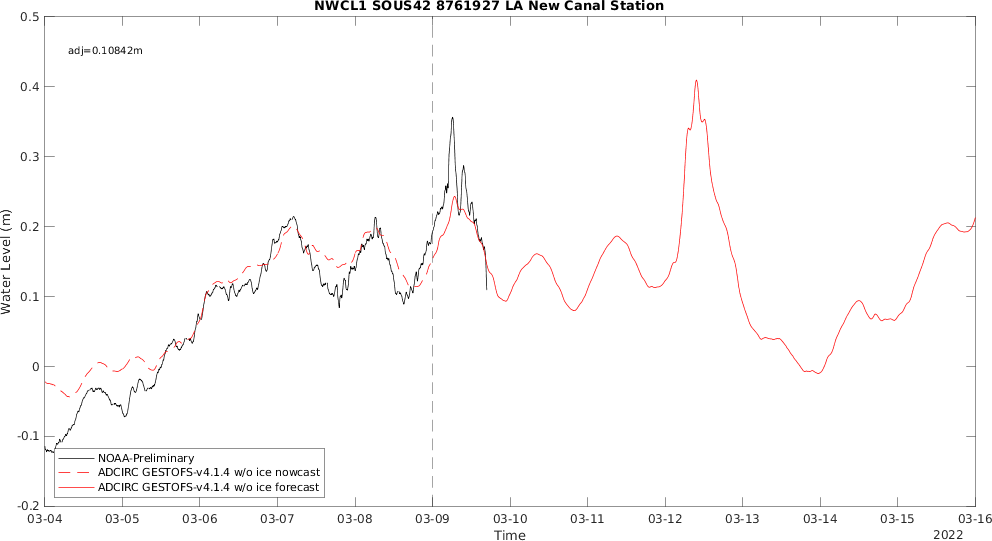 NWCL1 SOUS42 8761927 LA New Canal Station
0.5
adj=0.10842m
0.4
0.3
0.2
0.1
0
-0.1
-0.2
Water Level (m)
NOAA-Preliminary
ADCIRC GESTOFS-v4.1.4 w/o ice nowcast
ADCIRC GESTOFS-v4.1.4 w/o ice forecast
03-04 03-05 03-06 03-07 03-08 03-09 03-10 03-11 03-12 03-13 03-14 03-15 03-16
Time
2022